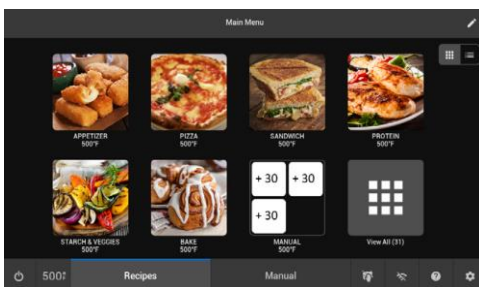 Main Menu
APPETIZER
500°F
PIZZA
500°F
SANDWICH
500°F
PROTEIN
500°F
STARCH & VEGGIES
500°F
BAKE
500°F
+ 30 + 30
+ 30
MANUAL
500°F
View All (31)
500°F Recipes Manual